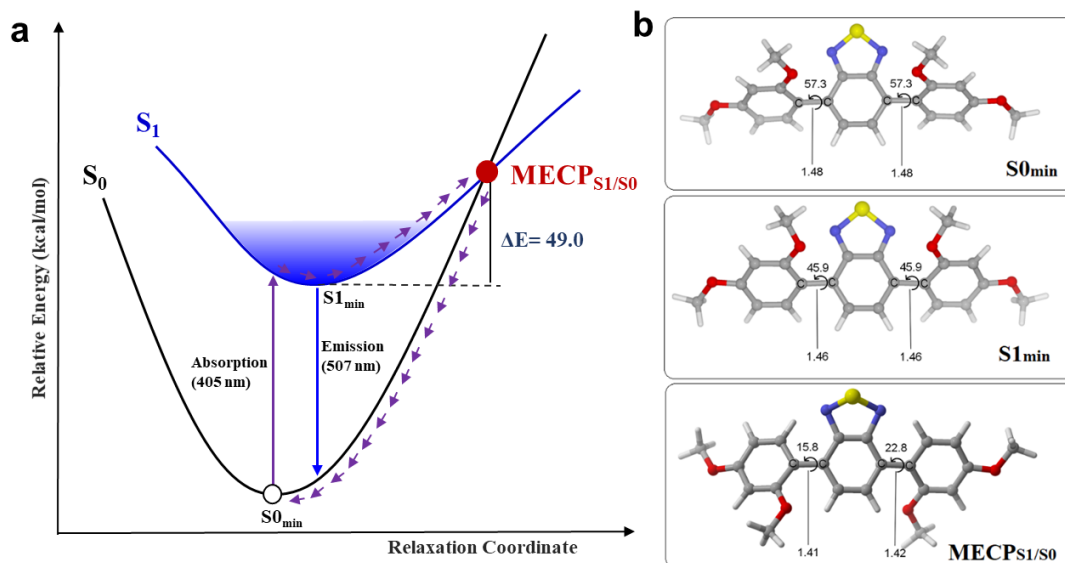 a
S1
S0
MECPS1/S0
ΔE= 49.0
S1min
Absorption
(405 nm)
Emission
(507 nm)
S0min
Relative Energy (kcal/mol)
Relaxation Coordinate
b
57.3 57.3
C C C C
1.48 1.48
S0min
45.9 45.9
C C C C
1.46 1.46
S1min
15.8 22.8
C C C C
1.41 1.42
MECPS1/S0